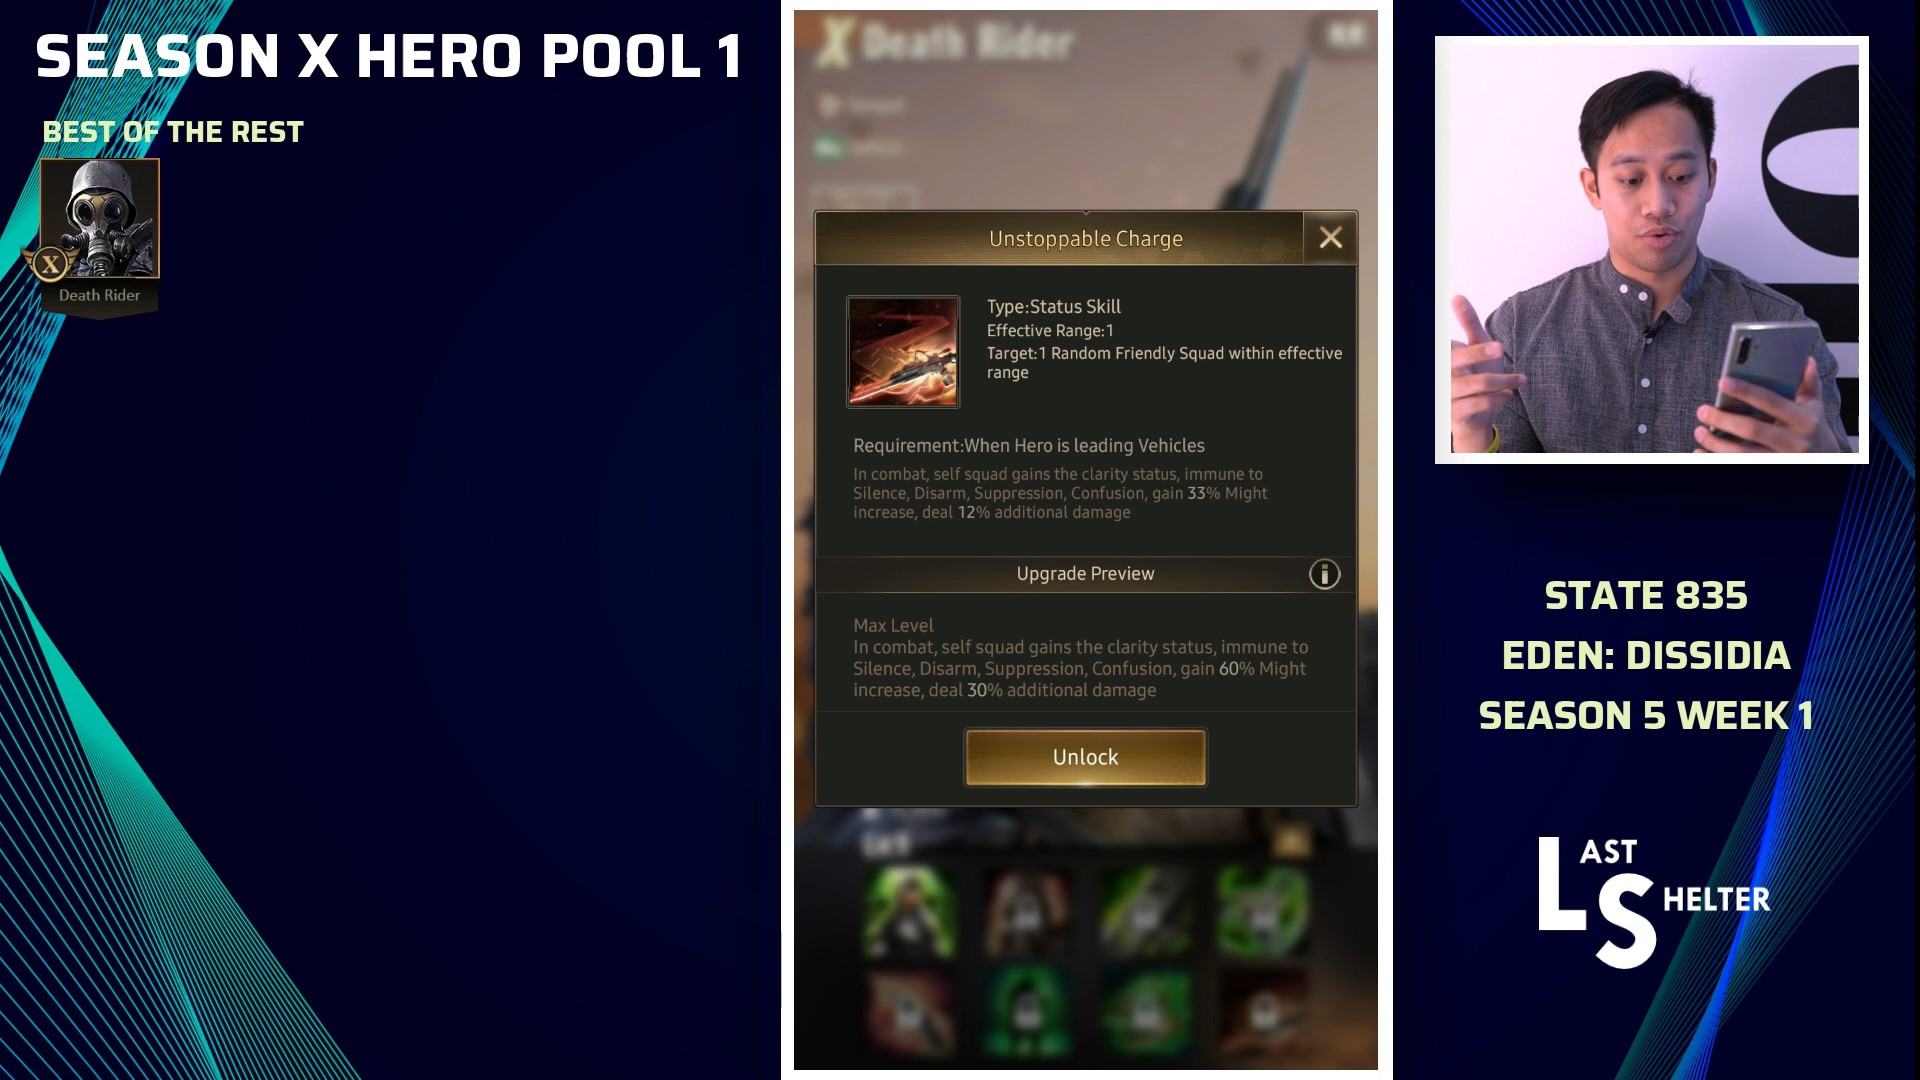 SEASON X HERO POOL 1
BEST OF THE REST
X
Death Rider
X Death Rider
Unstoppable Charge
Type:Status Skill
Effective Range:1
Target:1 Random Friendly Squad within effective
range
Requirement:When Hero is leading Vehicles
In combat, self squad gains the clarity status, immune to
Silence, Disarm, Suppression, Confusion, gain 33% Might
increase, deal 12% additional damage
Upgrade Preview
Max Level
In combat, self squad gains the clarity status, immune to
Silence, Disarm, Suppression, Confusion, gain 60% Might
increase, deal 30% additional damage
Unlock
STATE 835
EDEN: DISSIDIA
SEASON 5 WEEK 1
LAST
SHELTER